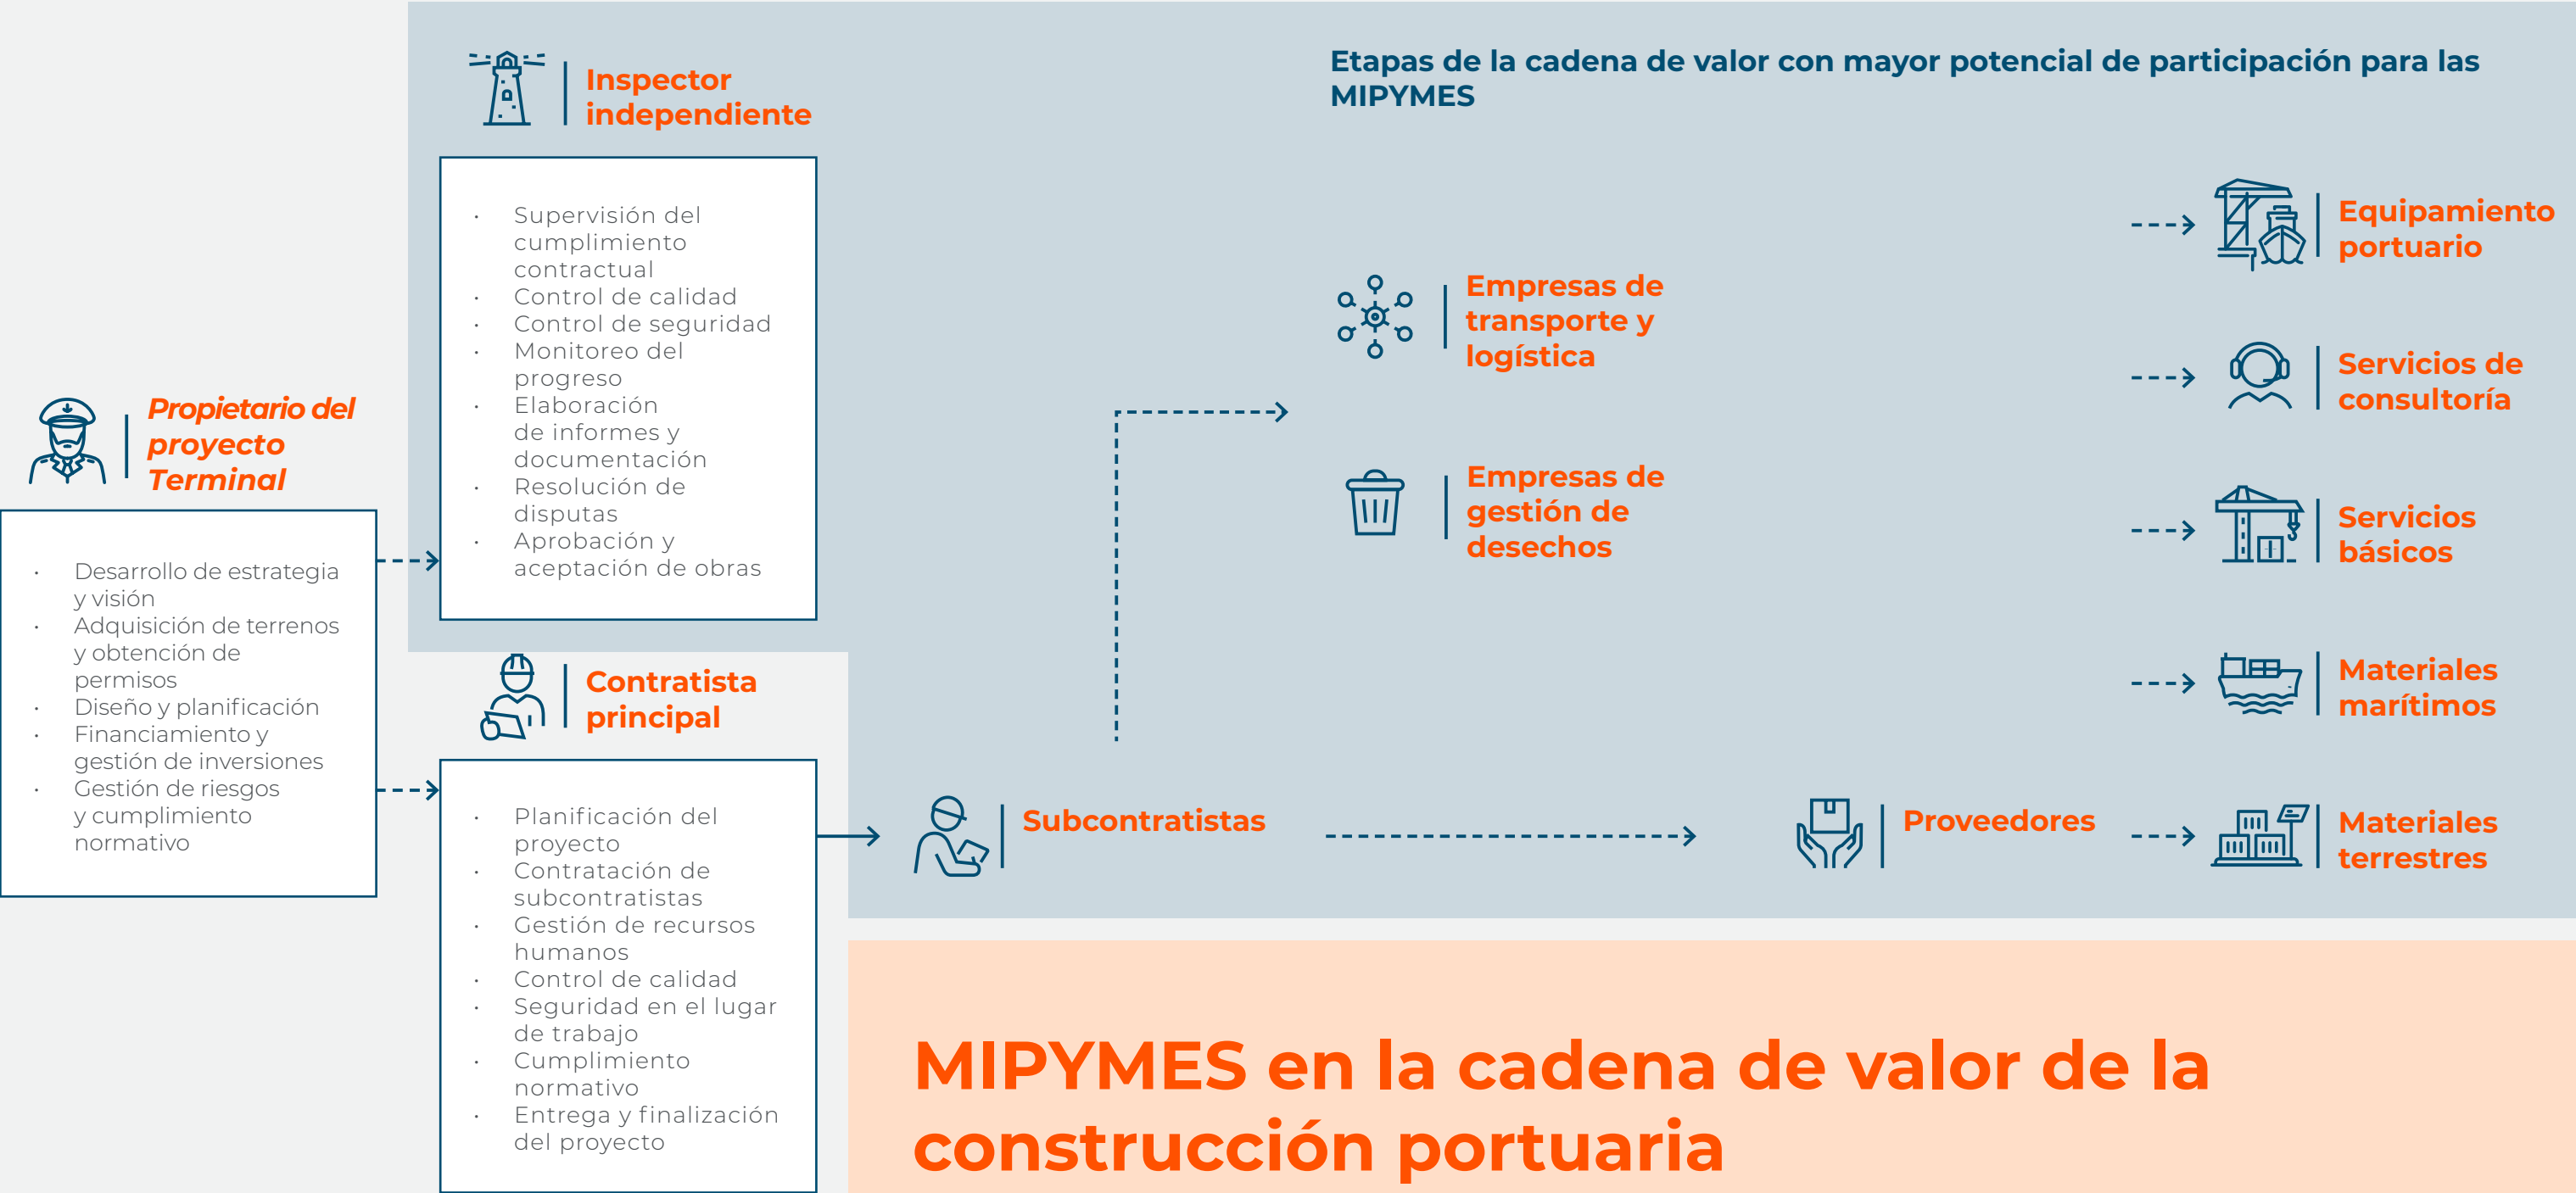 Propietario del
proyecto
Terminal
• Desarrollo de estrategia
y visión
• Adquisición de terrenos
y obtención de
permisos
• Diseño y planificación
• Financiamiento y
gestión de inversiones
• Gestión de riesgos
y cumplimiento
normativo
Inspector
independiente
• Supervisión del
cumplimiento
contractual
• Control de calidad
• Control de seguridad
• Monitoreo del
progreso
• Elaboración
de informes y
documentación
• Resolución de
disputas
• Aprobación y
aceptación de obras
Contratista
principal
• Planificación del
proyecto
• Contratación de
subcontratistas
• Gestión de recursos
humanos
• Control de calidad
• Seguridad en el lugar
de trabajo
• Cumplimiento
normativo
• Entrega y finalización
del proyecto
Etapas de la cadena de valor con mayor potencial de participación para las
MIPYMES
Subcontratistas
Empresas de
transporte y
logística
Empresas de
gestión de
desechos
Proveedores
Equipamiento
portuario
Servicios de
consultoría
Servicios
básicos
Materiales
marítimos
Materiales
terrestres
MIPYMES en la cadena de valor de la
construcción portuaria